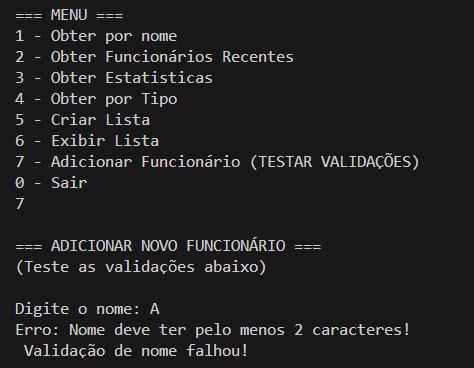 === MENU ===
1 - Obter por nome
2 - Obter Funcionários Recentes
3 - Obter Estatisticas
4 - Obter por Tipo
5 - Criar Lista
6 - Exibir Lista
7 - Adicionar Funcionário (TESTAR VALIDAÇÕES)
0 - Sair
7
=== ADICIONAR NOVO FUNCIONÁRIO ===
(Teste as validações abaixo)
Digite o nome: A
Erro: Nome deve ter pelo menos 2 caracteres!
Validação de nome falhou!